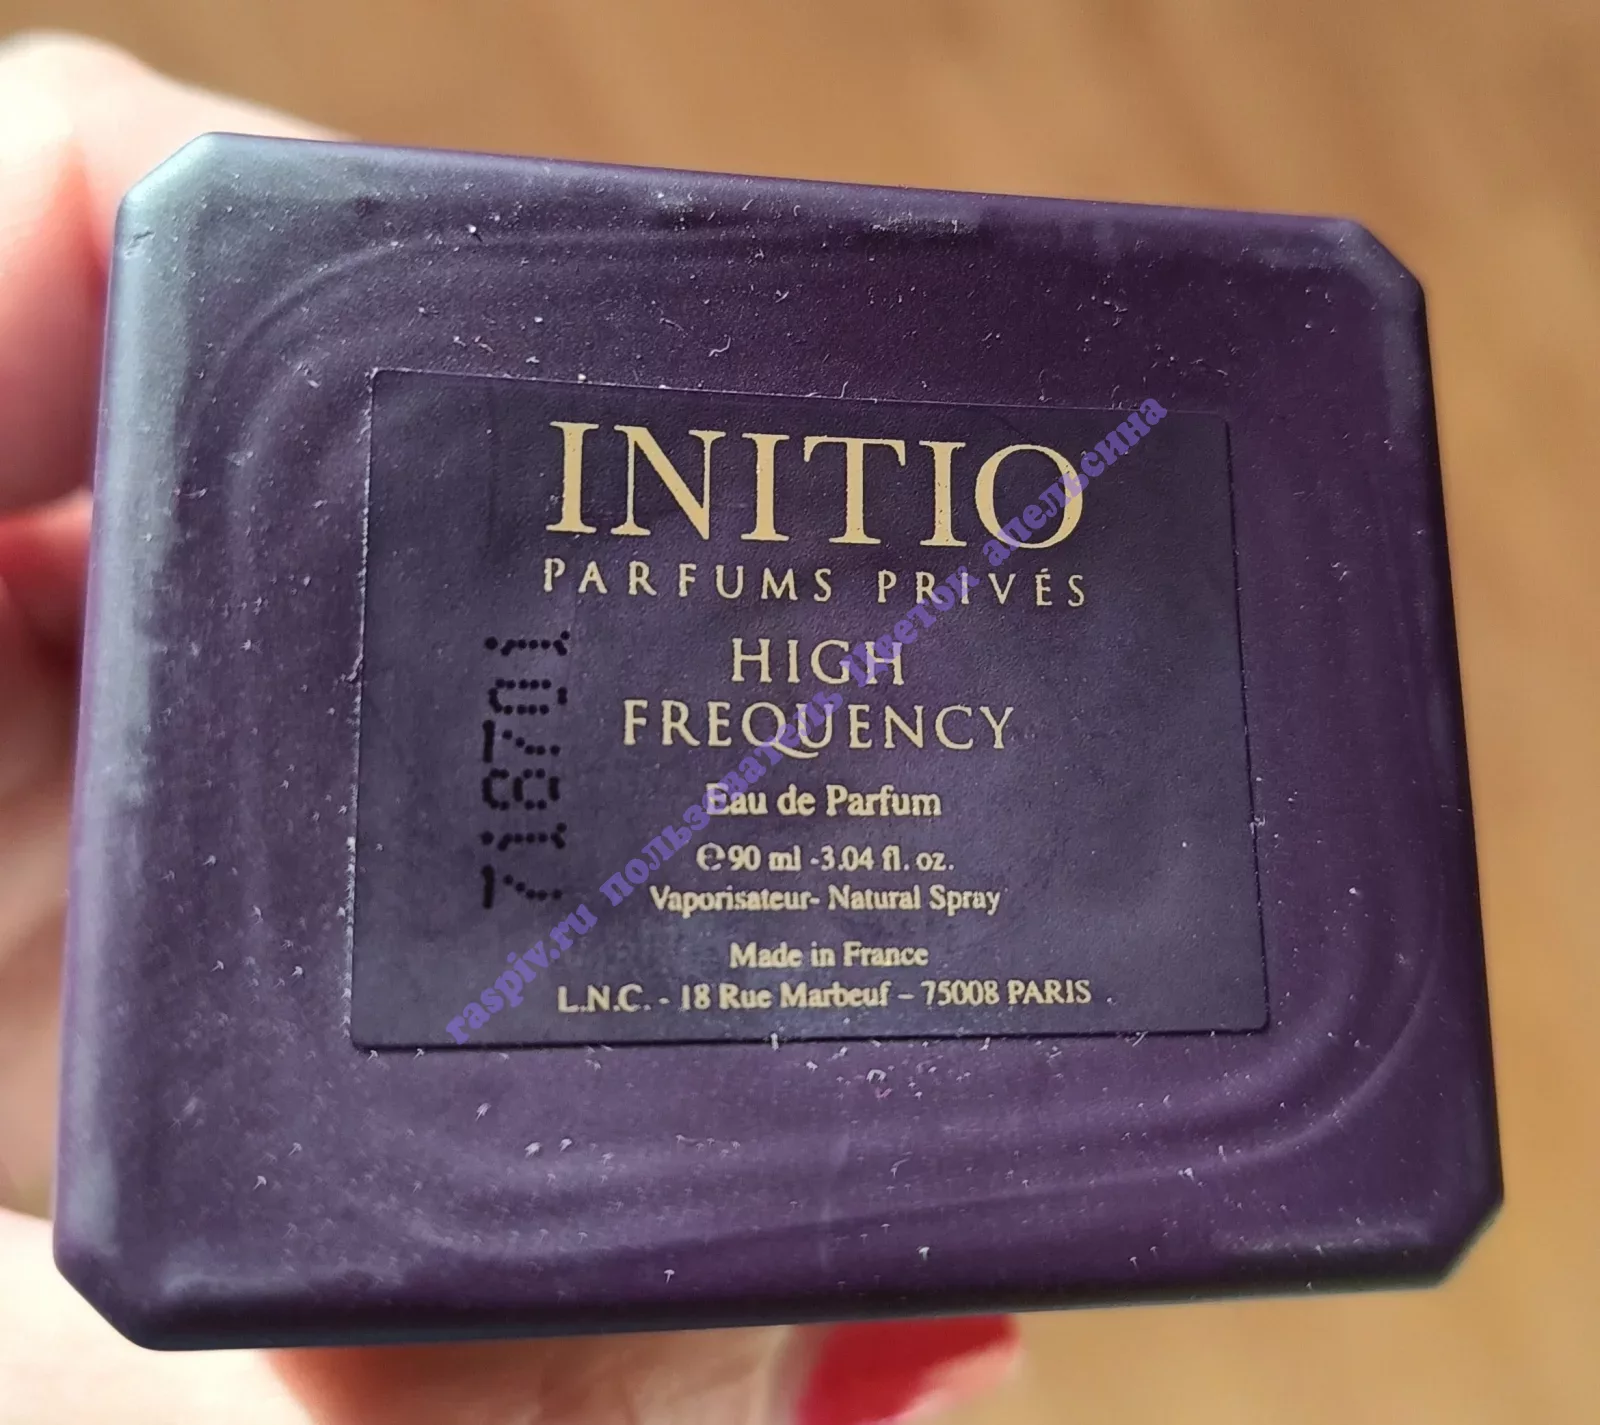 INITIO
PARFUMS PRIVÉS
HIGH
FREQUENCY
Eau de Parfum
℮90 ml -3.04 fl. oz.
Vaporisateur- Natural Spray
Made in France
L.N.C. - 18 Rue Marbeuf – 75008 PARIS
718701
raspiv.ru пользователь Цветок апельсина